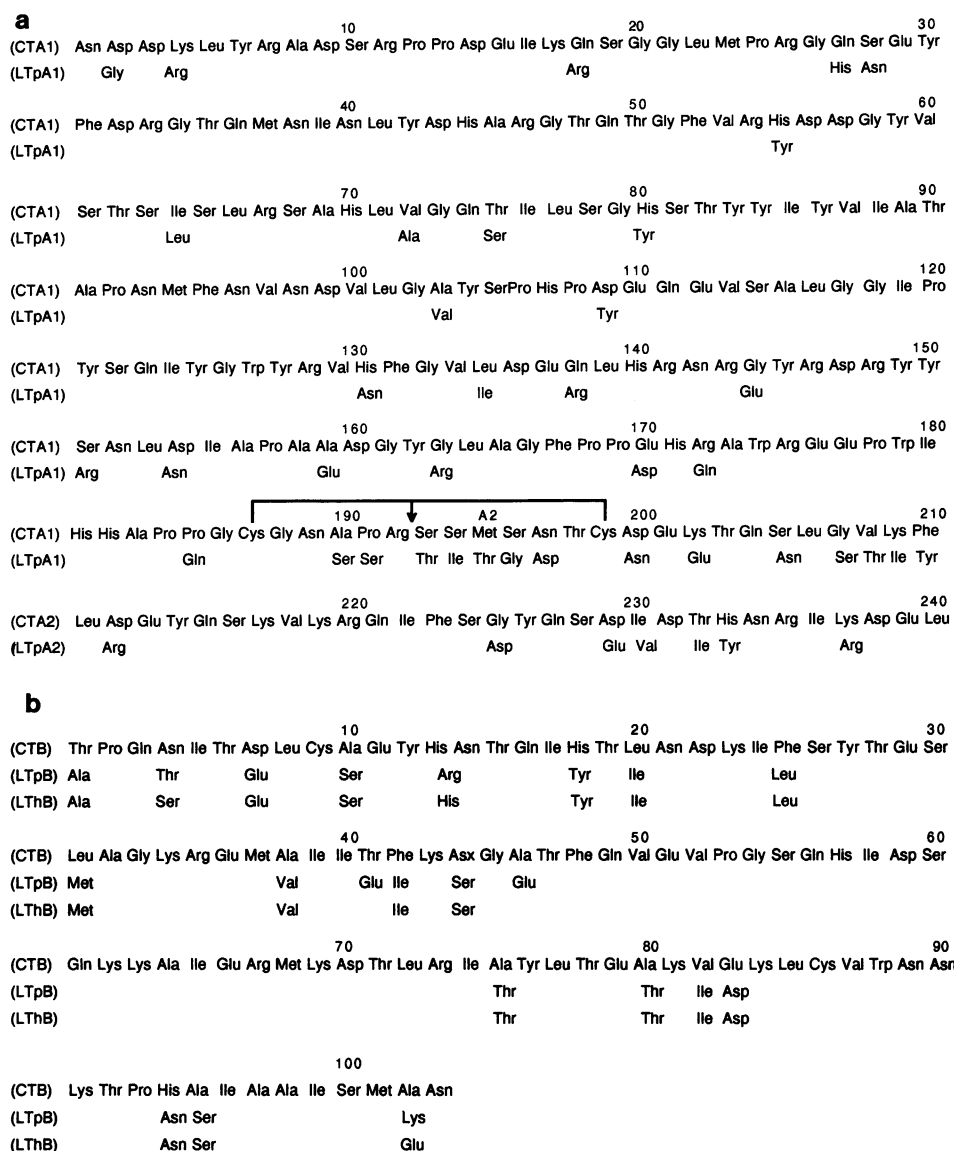 a
10 20 30
(CTA1) Asn Asp Asp Lys Leu Tyr Arg Ala Asp Ser Arg Pro Pro Asp Glu Ile Lys Gln Ser Gly Gly Leu Met Pro Arg Gly Gln Ser Glu Tyr
(LTpA1) Gly Arg Arg His Asn
40 50 60
(CTA1) Phe Asp Arg Gly Thr Gln Met Asn Ile Asn Leu Tyr Asp His Ala Arg Gly Thr Gln Thr Gly Phe Val Arg His Asp Asp Gly Tyr Val
(LTpA1) Tyr
70 80 90
(CTA1) Ser Thr Ser Ile Ser Leu Arg Ser Ala His Leu Val Gly Gln Thr Ile Leu Ser Gly His Ser Thr Tyr Tyr Ile Tyr Val Ile Ala Thr
(LTpA1) Leu Ala Ser Tyr
100 110 120
(CTA1) Ala Pro Asn Met Phe Asn Val Asn Asp Val Leu Gly Ala Tyr SerPro His Pro Asp Glu Gln Glu Val Ser Ala Leu Gly Gly Ile Pro
(LTpA1) Val Tyr
130 140 150
(CTA1) Tyr Ser Gln Ile Tyr Gly Trp Tyr Arg Val His Phe Gly Val Leu Asp Glu Gln Leu His Arg Asn Arg Gly Tyr Arg Asp Arg Tyr Tyr
(LTpA1) Asn Ile Arg Glu
160 170 180
(CTA1) Ser Asn Leu Asp Ile Ala Pro Ala Ala Asp Gly Tyr Gly Leu Ala Gly Phe Pro Pro Glu His Arg Ala Trp Arg Glu Glu Pro Trp Ile
(LTpA1) Arg Asn Glu Arg Asp Gln
190 A2 200 210
(CTA1) His His Ala Pro Pro Gly Cys Gly Asn Ala Pro Arg Ser Ser Met Ser Asn Thr Cys Asp Glu Lys Thr Gln Ser Leu Gly Val Lys Phe
(LTpA1) Gln Ser Ser Thr Ile Thr Gly Asp Asn Glu Asn Ser Thr Ile Tyr
220 230 240
(CTA2) Leu Asp Glu Tyr Gln Ser Lys Val Lys Arg Gln Ile Phe Ser Gly Tyr Gln Ser Asp Ile Asp Thr His Asn Arg Ile Lys Asp Glu Leu
(LTpA2) Arg Asp Glu Val Ile Tyr Arg
b
10 20 30
(CTB) Thr Pro Gln Asn Ile Thr Asp Leu Cys Ala Glu Tyr His Asn Thr Gln Ile His Thr Leu Asn Asp Lys Ile Phe Ser Tyr Thr Glu Ser
(LTpB) Ala Thr Glu Ser Arg Tyr Ile Leu
(LThB) Ala Ser Glu Ser His Tyr Ile Leu
40 50 60
(CTB) Leu Ala Gly Lys Arg Glu Met Ala Ile Ile Thr Phe Lys Asx Gly Ala Thr Phe Gln Val Glu Val Pro Gly Ser Gln His Ile Asp Ser
(LTpB) Met Val Glu Ile Ser Glu
(LThB) Met Val Ile Ser
70 80 90
(CTB) Gln Lys Lys Ala Ile Glu Arg Met Lys Asp Thr Leu Arg Ile Ala Tyr Leu Thr Glu Ala Lys Val Glu Lys Leu Cys Val Trp Asn Asn
(LTpB) Thr Thr Ile Asp
(LThB) Thr Thr Ile Asp
100
(CTB) Lys Thr Pro His Ala Ile Ala Ala Ile Ser Met Ala Asn
(LTpB) Asn Ser Lys
(LThB) Asn Ser Glu